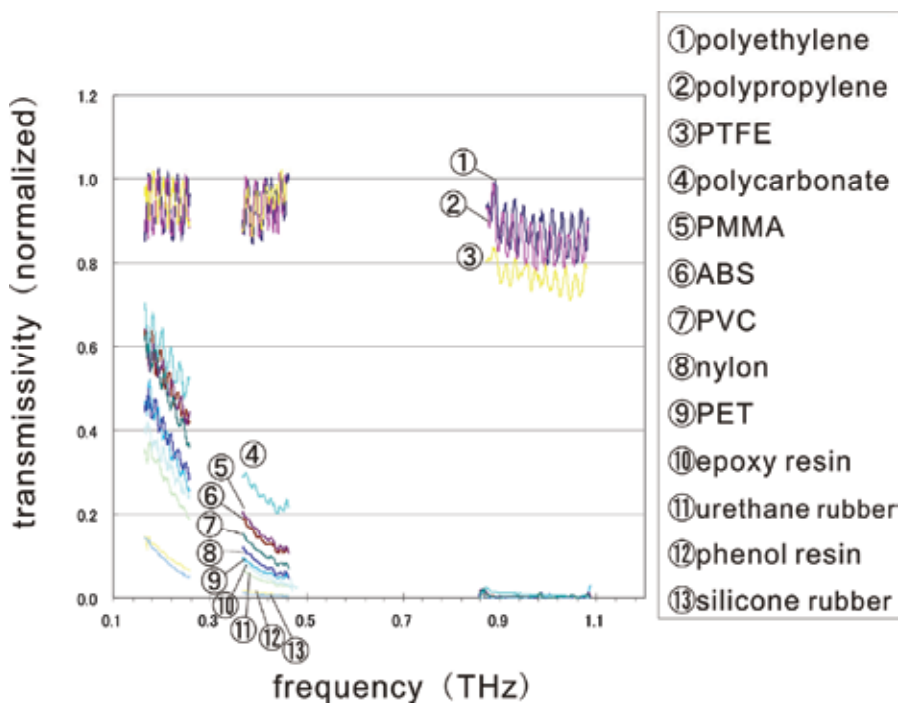 transmissivity (normalized)
1.2
1.0
0.8
0.6
0.4
0.2
0.0
0.1
0.3
0.5
0.7
0.9
1.1
frequency (THz)
①
②
③
④
⑤
⑥
⑦
⑧
⑨
⑩
⑪
⑫
⑬
①polyethylene
②polypropylene
③PTFE
④polycarbonate
⑤PMMA
⑥ABS
⑦PVC
⑧nylon
⑨PET
⑩epoxy resin
⑪urethane rubber
⑫phenol resin
⑬silicone rubber